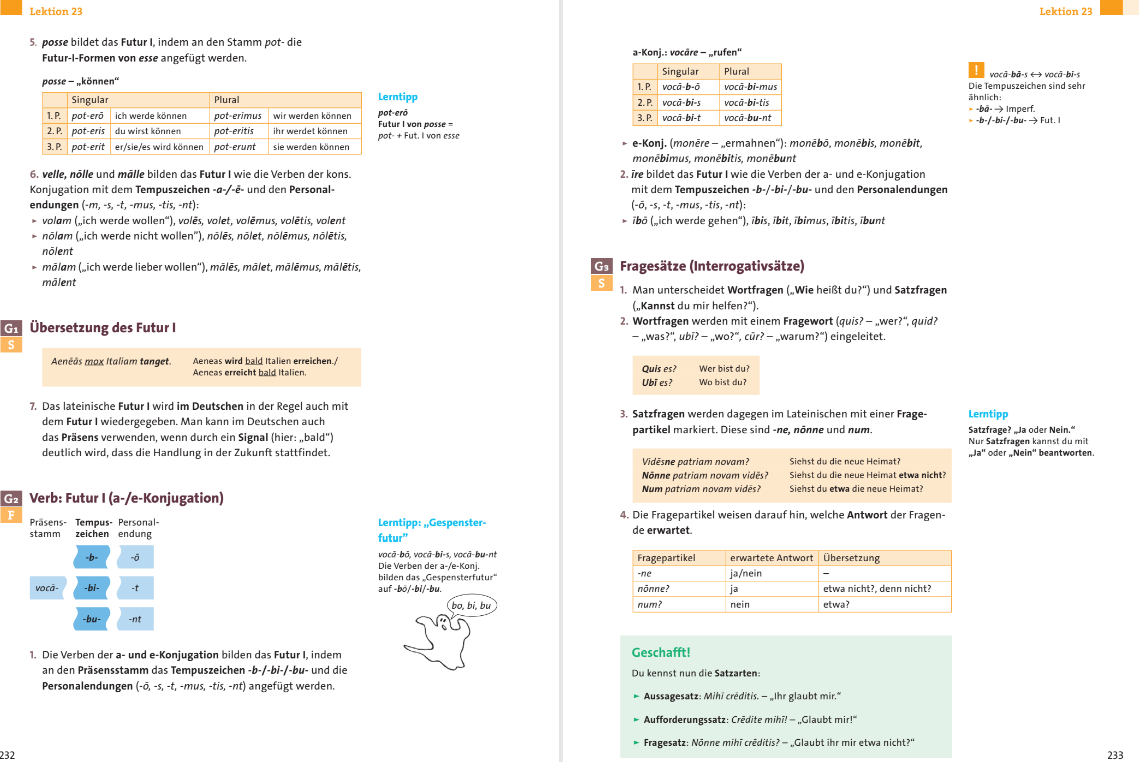 Lektion 23
5. posse bildet das Futur I, indem an den Stamm pot- die
Futur-I-Formen von esse angefügt werden.
posse – „können“
Singular Plural
1. P. pot-erō ich werde können pot-erimus wir werden können
2. P. pot-eris du wirst können pot-eritis ihr werdet können
3. P. pot-erit er/sie/es wird können pot-erunt sie werden können
Lerntipp
pot-erō
Futur I von posse =
pot- + Fut. I von esse
6. velle, nōlle und mālle bilden das Futur I wie die Verben der kons.
Konjugation mit dem Tempuszeichen -a-/-ē- und den Personal-
endungen (-m, -s, -t, -mus, -tis, -nt):
► volam („ich werde wollen“), volēs, volet, volēmus, volētis, volent
► nōlam („ich werde nicht wollen“), nōlēs, nōlet, nōlēmus, nōlētis,
nōlent
► mālam („ich werde lieber wollen“), mālēs, mālet, mālēmus, mālētis,
mālent
G1
S
Übersetzung des Futur I
Aenēās mox Italiam tanget. Aeneas wird bald Italien erreichen./
Aeneas erreicht bald Italien.
7. Das lateinische Futur I wird im Deutschen in der Regel auch mit
dem Futur I wiedergegeben. Man kann im Deutschen auch
das Präsens verwenden, wenn durch ein Signal (hier: „bald“)
deutlich wird, dass die Handlung in der Zukunft stattfindet.
G2
F
Verb: Futur I (a-/e-Konjugation)
Präsens- Tempus- Personal-
stamm zeichen endung
-b- -ō
vocā- -bi- -t
-bu- -nt
Lerntipp: „Gespenster-
futur”
vocā-bō, vocā-bi-s, vocā-bu-nt
Die Verben der a-/e-Konj.
bilden das „Gespensterfutur“
auf -bō/-bi/-bu.
bo, bi, bu
1. Die Verben der a- und e-Konjugation bilden das Futur I, indem
an den Präsensstamm das Tempuszeichen -b-/-bi-/-bu- und die
Personalendungen (-ō, -s, -t, -mus, -tis, -nt) angefügt werden.
232
Lektion 23
a-Konj.: vocāre – „rufen“
Singular Plural
1. P. vocā-b-ō vocā-bi-mus
2. P. vocā-bi-s vocā-bi-tis
3. P. vocā-bi-t vocā-bu-nt
! vocā-bā-s ↔ vocā-bi-s
Die Tempuszeichen sind sehr
ähnlich:
► -bā- → Imperf.
► -b-/-bi-/-bu- → Fut. I
► e-Konj. (monēre – „ermahnen“): monēbō, monēbis, monēbit,
monēbimus, monēbitis, monēbunt
2. īre bildet das Futur I wie die Verben der a- und e-Konjugation
mit dem Tempuszeichen -b-/-bi-/-bu- und den Personalendungen
(-ō, -s, -t, -mus, -tis, -nt):
► ībō („ich werde gehen“), ībis, ībit, ībimus, ībitis, ībunt
G3
S
Fragesätze (Interrogativsätze)
1. Man unterscheidet Wortfragen („Wie heißt du?“) und Satzfragen
(„Kannst du mir helfen?“).
2. Wortfragen werden mit einem Fragewort (quis? – „wer?“, quid?
– „was?“, ubī? – „wo?“, cūr? – „warum?“) eingeleitet.
Quis es? Wer bist du?
Ubī es? Wo bist du?
3. Satzfragen werden dagegen im Lateinischen mit einer Frage-
partikel markiert. Diese sind -ne, nōnne und num.
Lerntipp
Satzfrage? „Ja oder Nein.“
Nur Satzfragen kannst du mit
„Ja“ oder „Nein“ beantworten.
Vidēsne patriam novam? Siehst du die neue Heimat?
Nōnne patriam novam vidēs? Siehst du die neue Heimat etwa nicht?
Num patriam novam vidēs? Siehst du etwa die neue Heimat?
4. Die Fragepartikel weisen darauf hin, welche Antwort der Fragen-
de erwartet.
Fragepartikel erwartete Antwort Übersetzung
-ne ja/nein –
nōnne? ja etwa nicht?, denn nicht?
num? nein etwa?
Geschafft!
Du kennst nun die Satzarten:
► Aussagesatz: Mihī crēditis. – „Ihr glaubt mir.“
► Aufforderungssatz: Crēdite mihī! – „Glaubt mir!“
► Fragesatz: Nōnne mihī crēditis? – „Glaubt ihr mir etwa nicht?“
233